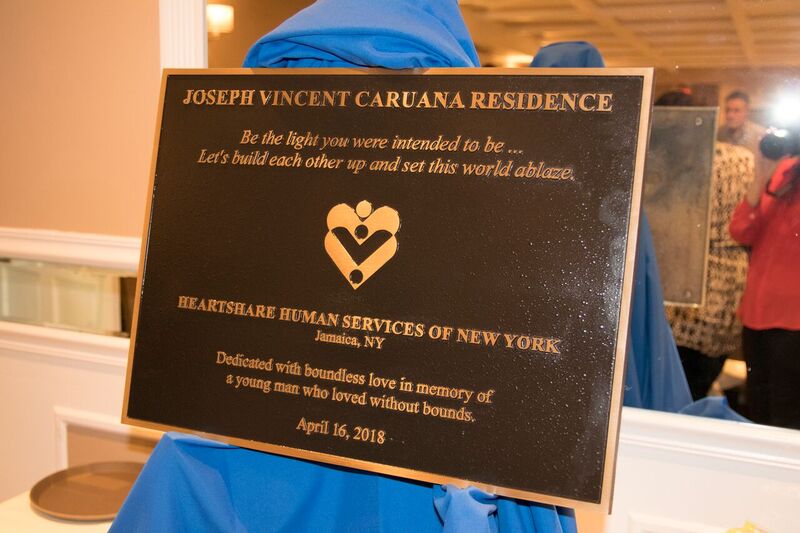 JOSEPH VINCENT CARUANA RESIDENCE
Be the light you were intended to be ...
Let's build each other up and set this world ablaze.
HEARTSHARE HUMAN SERVICES OF NEW YORK
Jamaica, NY
Dedicated with boundless love in memory of
a young man who loved without bounds.
April 16, 2018